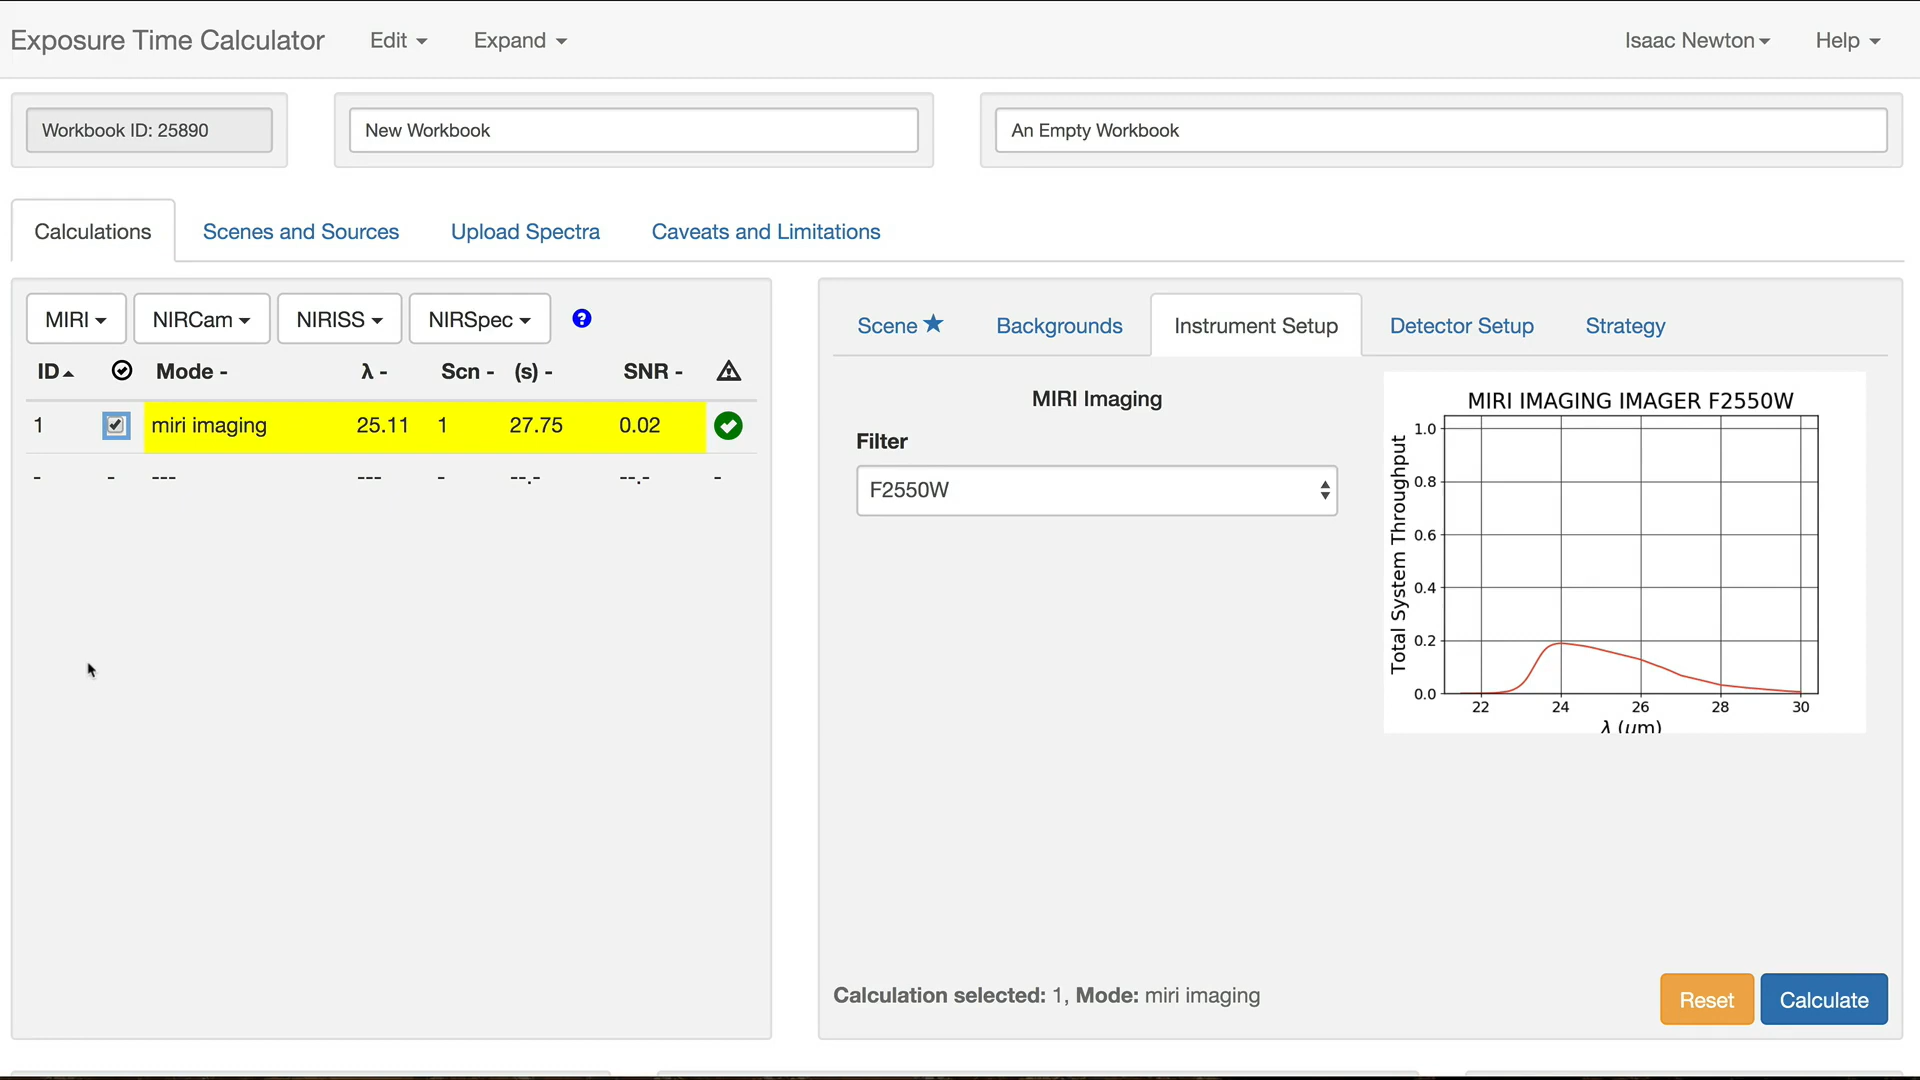 Exposure Time Calculator Edit Expand Isaac Newton Help
Workbook ID: 25890 New Workbook An Empty Workbook
Calculations Scenes and Sources Upload Spectra Caveats and Limitations
MIRI NIRCam NIRISS NIRSpec ?
ID Mode - λ - Scn - (s) - SNR -
1 miri imaging 25.11 1 27.75 0.02
- - --- --- - --.- --.- -
Scene Backgrounds Instrument Setup Detector Setup Strategy
MIRI Imaging
Filter
F2550W
MIRI IMAGING IMAGER F2550W
Total System Throughput
1.0
0.8
0.6
0.4
0.2
0.0
22 24 26 28 30
λ (μm)
Calculation selected: 1, Mode: miri imaging
Reset Calculate